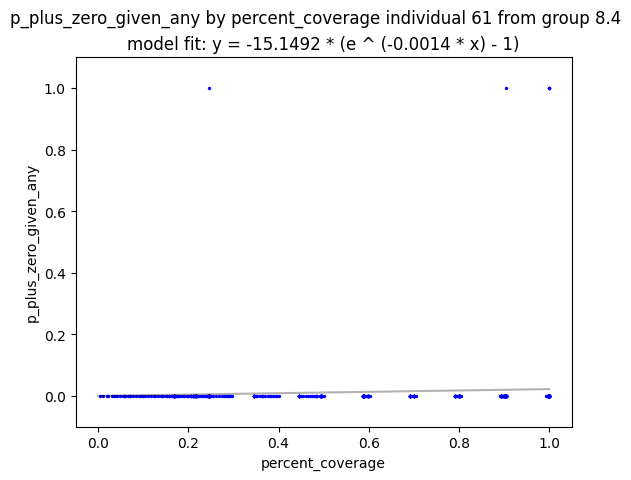 p_plus_zero_given_any by percent_coverage individual 61 from group 8.4
model fit: y = -15.1492 * (e ^ (-0.0014 * x) - 1)
1.0
0.8
0.6
0.4
0.2
0.0
p_plus_zero_given_any
0.0 0.2 0.4 0.6 0.8 1.0
percent_coverage